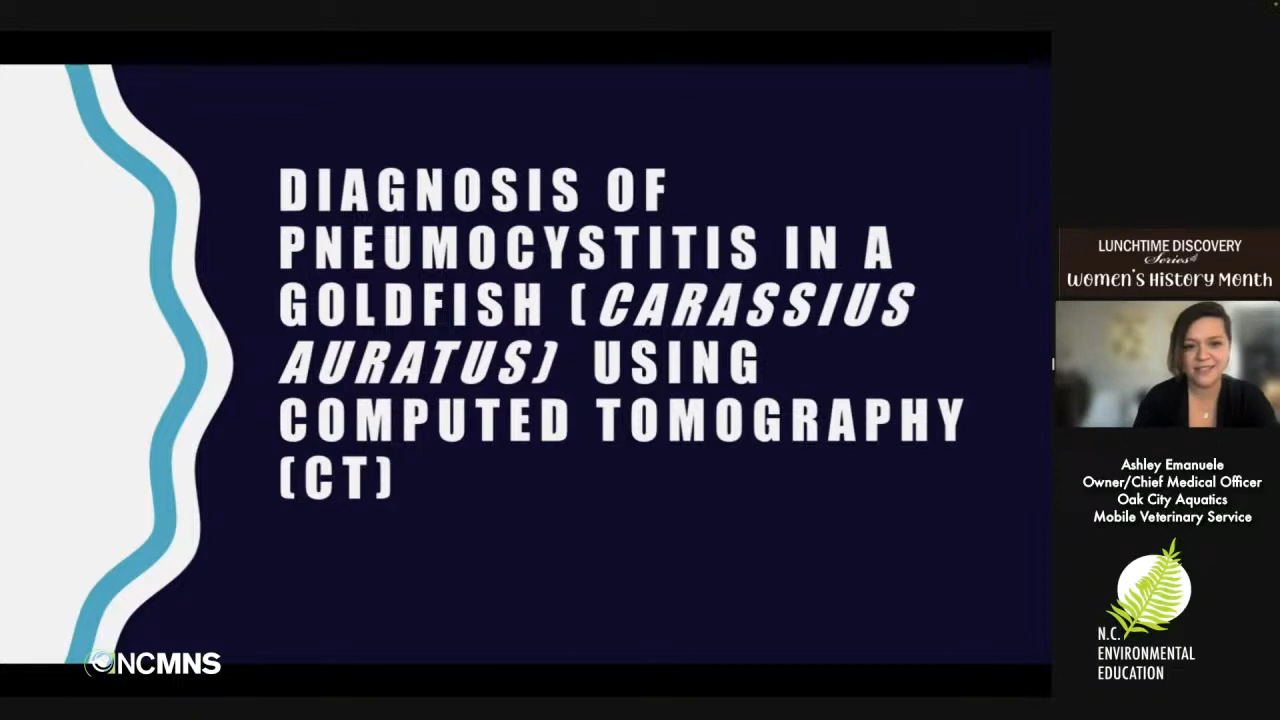 DIAGNOSIS OF
PNEUMOCYSTITIS IN A
GOLDFISH (CARASSIUS
AURATUS) USING
COMPUTED TOMOGRAPHY
(CT)
NCMNS
LUNCHTIME DISCOVERY
Series
Women's History Month
Ashley Emanuele
Owner/Chief Medical Officer
Oak City Aquatics
Mobile Veterinary Service
N.C.
ENVIRONMENTAL
EDUCATION